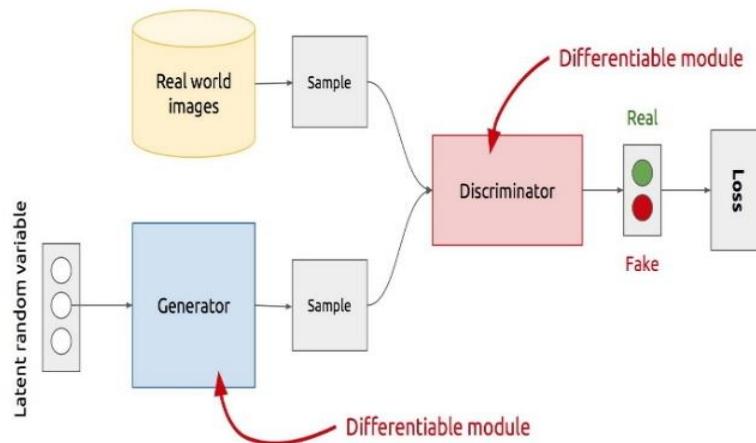 Differentiable module
Real world
images
Sample
Real
Discriminator
Loss
Fake
Latent random variable
Generator
Sample
Differentiable module